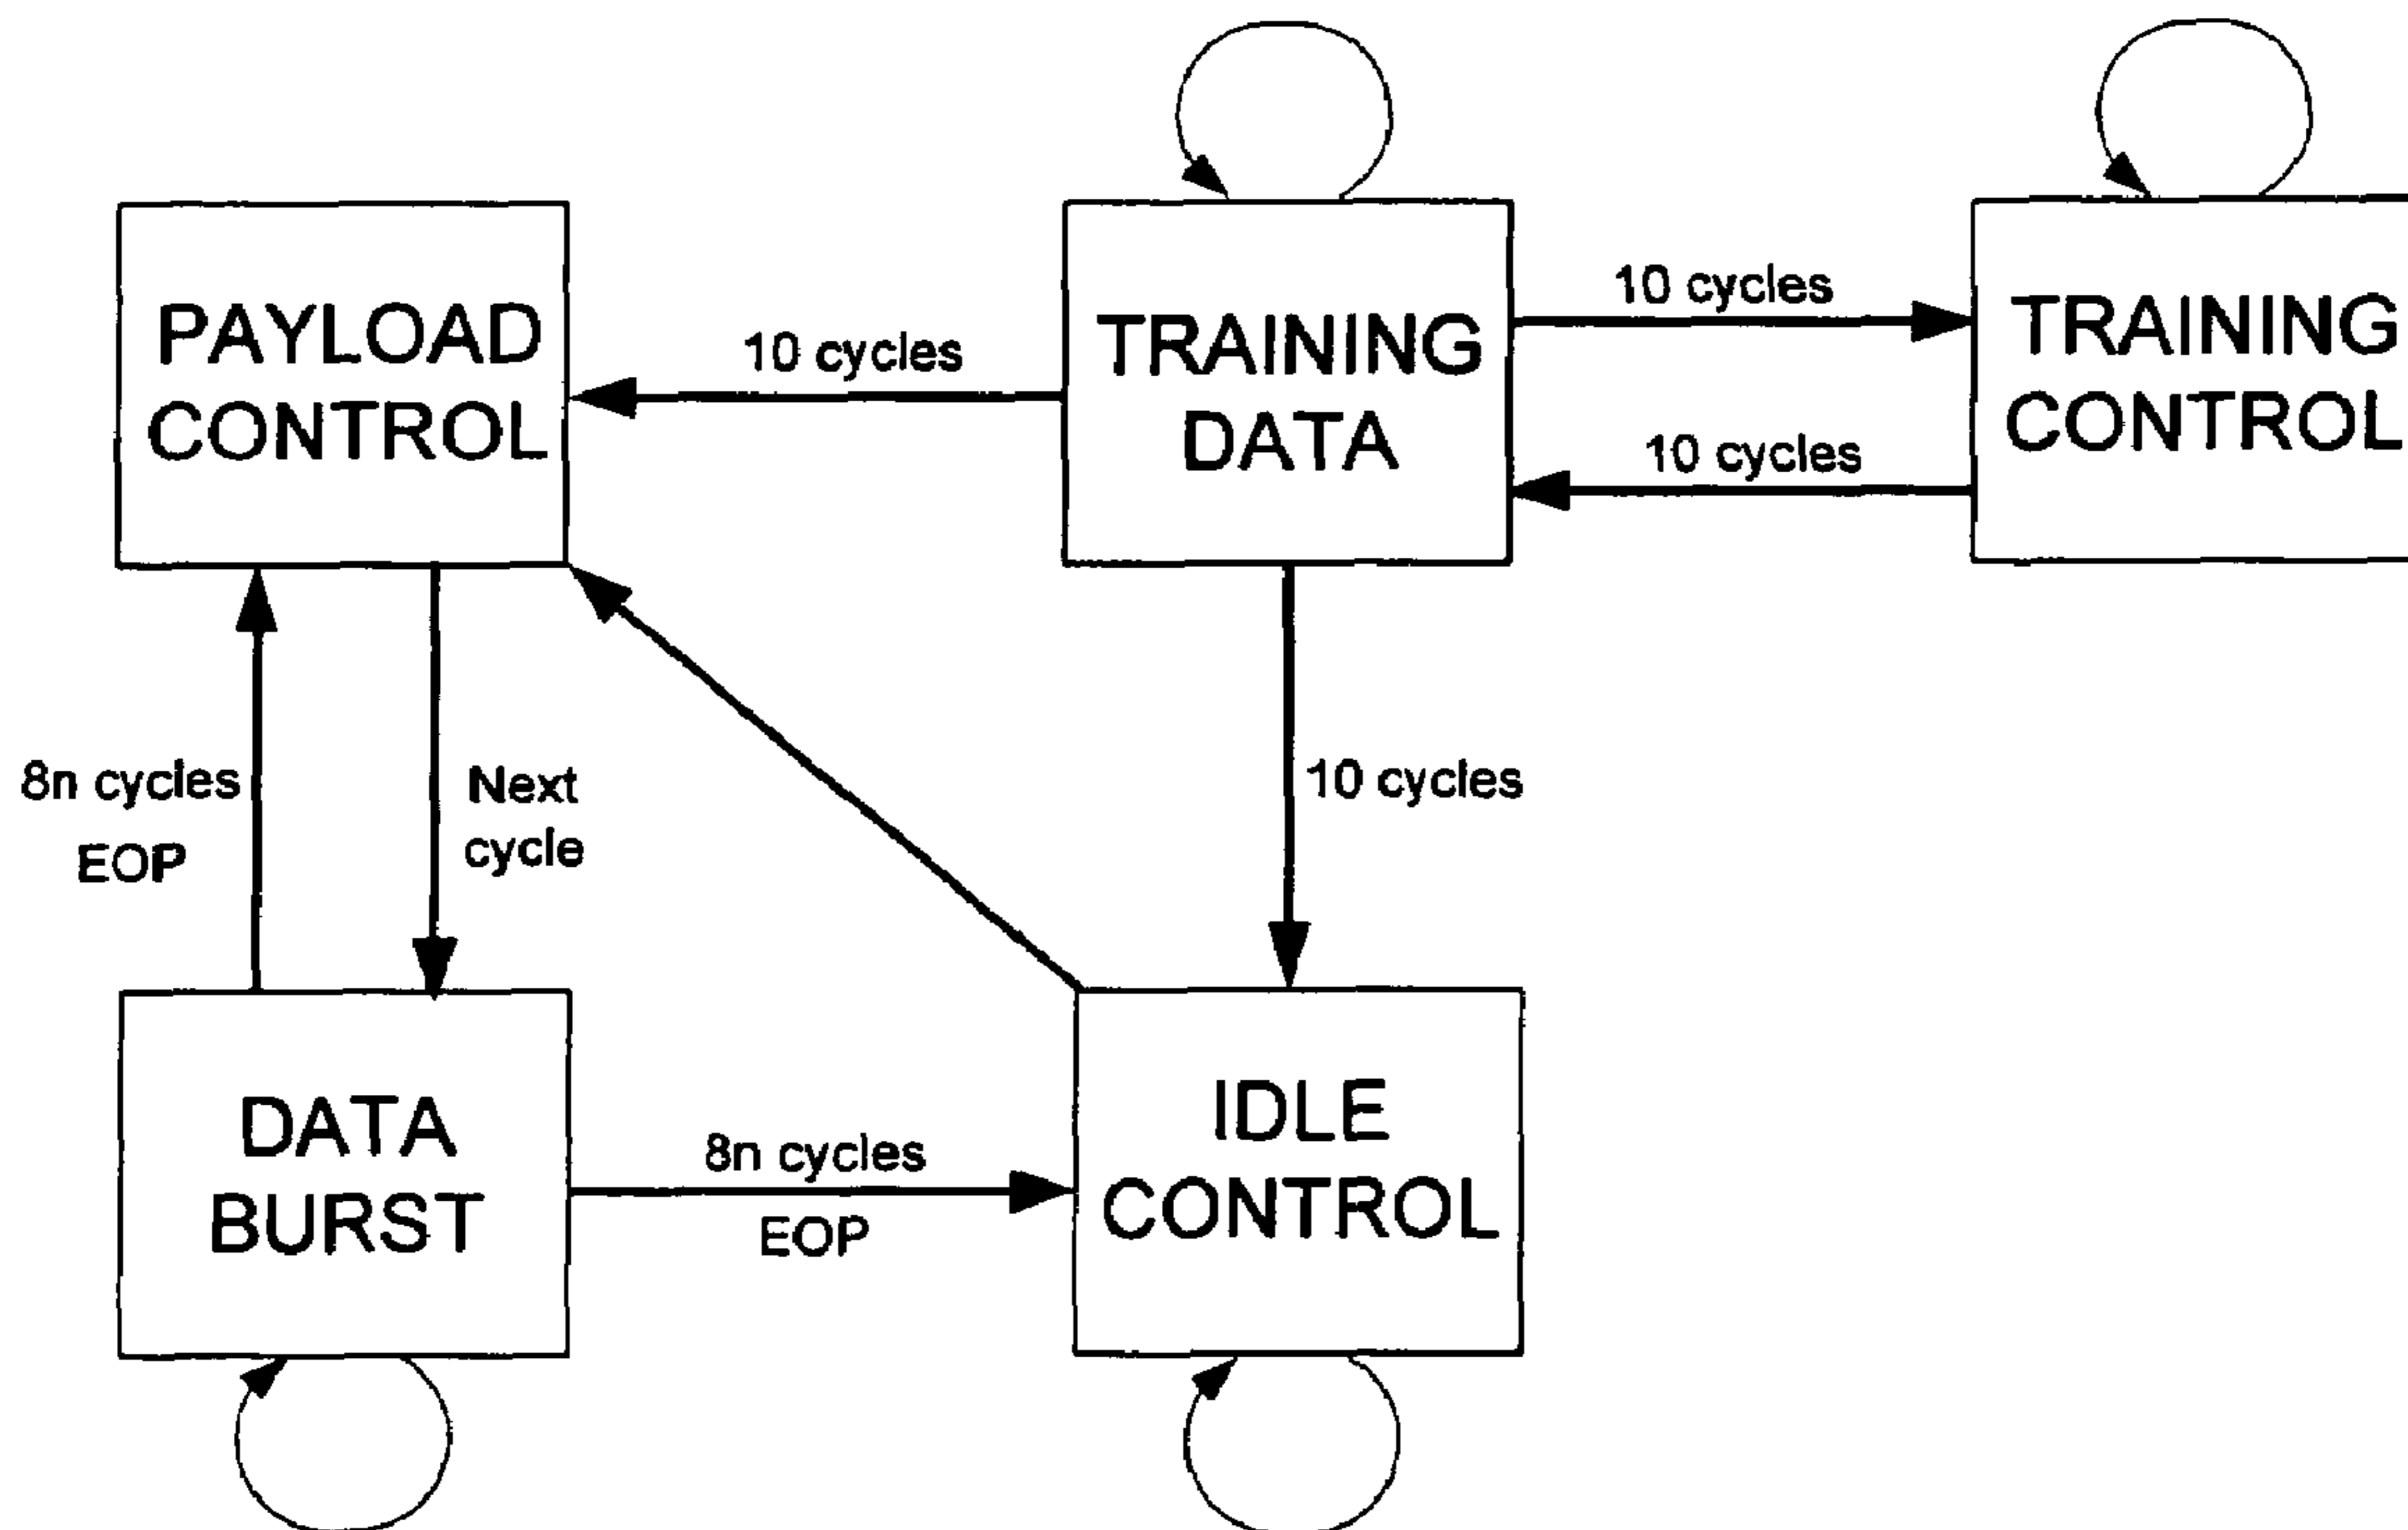 PAYLOAD
CONTROL
10 cycles
TRAINING
DATA
10 cycles
10 cycles
TRAINING
CONTROL
8n cycles
EOP
Next
cycle
10 cycles
DATA
BURST
8n cycles
EOP
IDLE
CONTROL